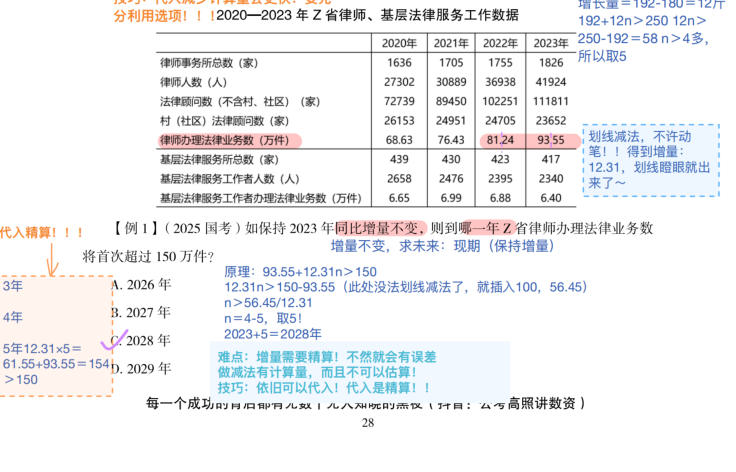 分利用选项！！！
增长量＝192-180＝12斤
192+12n＞250 12n＞
250-192＝58 n＞4多，
所以取5
2020—2023 年 Z 省律师、基层法律服务工作数据
2020年 2021年 2022年 2023年
律师事务所总数（家） 1636 1705 1755 1826
律师人数（人） 27302 30889 36938 41924
法律顾问数（不含村、社区）（家） 72739 89450 102251 111811
村（社区）法律顾问数（家） 26153 24951 24705 23652
律师办理法律业务数（万件） 68.63 76.43 81.24 93.55
基层法律服务所总数（家） 439 430 423 417
基层法律服务工作者人数（人） 2658 2476 2395 2340
基层法律服务工作者办理法律业务数（万件） 6.65 6.99 6.88 6.40
划线减法，不许动
笔！！得到增量：
12.31，划线瞪眼就出
来了～
【例 1】（2025 国考）如保持 2023 年同比增量不变，则到哪一年 Z 省律师办理法律业务数
将首次超过 150 万件？
增量不变，求未来：现期（保持增量）
A. 2026 年
B. 2027 年
C. 2028 年
D. 2029 年
代入精算！！！
3年
4年
5年12.31×5＝
61.55+93.55＝154
＞150
原理：93.55+12.31n＞150
12.31n＞150-93.55（此处没法划线减法了，就插入100，56.45）
n＞56.45/12.31
n＝4-5，取5！
2023+5＝2028年
难点：增量需要精算！不然就会有误差
做减法有计算量，而且不可以估算！
技巧：依旧可以代入！代入是精算！！
每一个成功的背后都有无数个无人知晓的黑夜（抖音：公考高照讲数资）
28